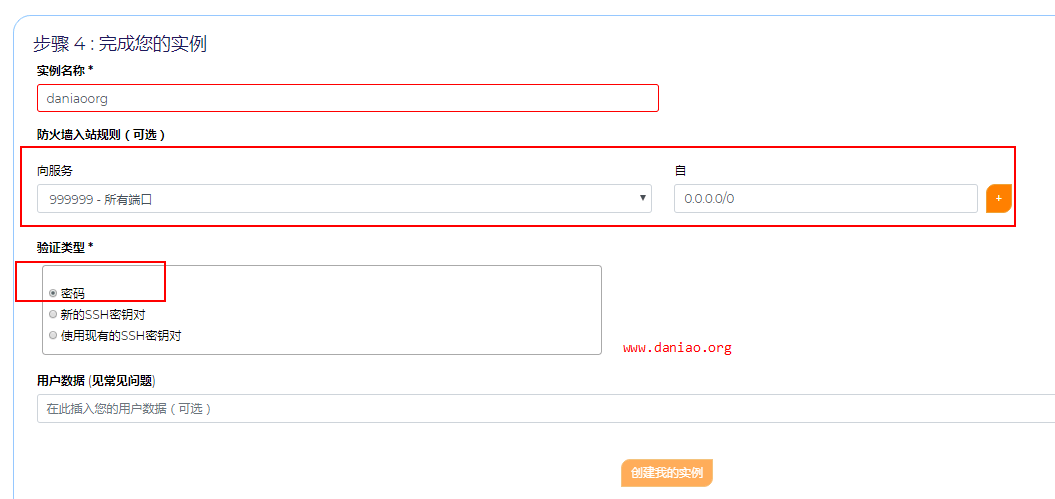 步骤 4 : 完成您的实例
实例名称 *
daniaoorg
防火墙入站规则 ( 可选 )
向服务 自
999999 - 所有端口 0.0.0.0/0 +
验证类型 *
密码
新的SSH密钥对
使用现有的SSH密钥对
www.daniao.org
用户数据 (见常见问题)
在此插入您的用户数据 ( 可选 )
创建我的实例